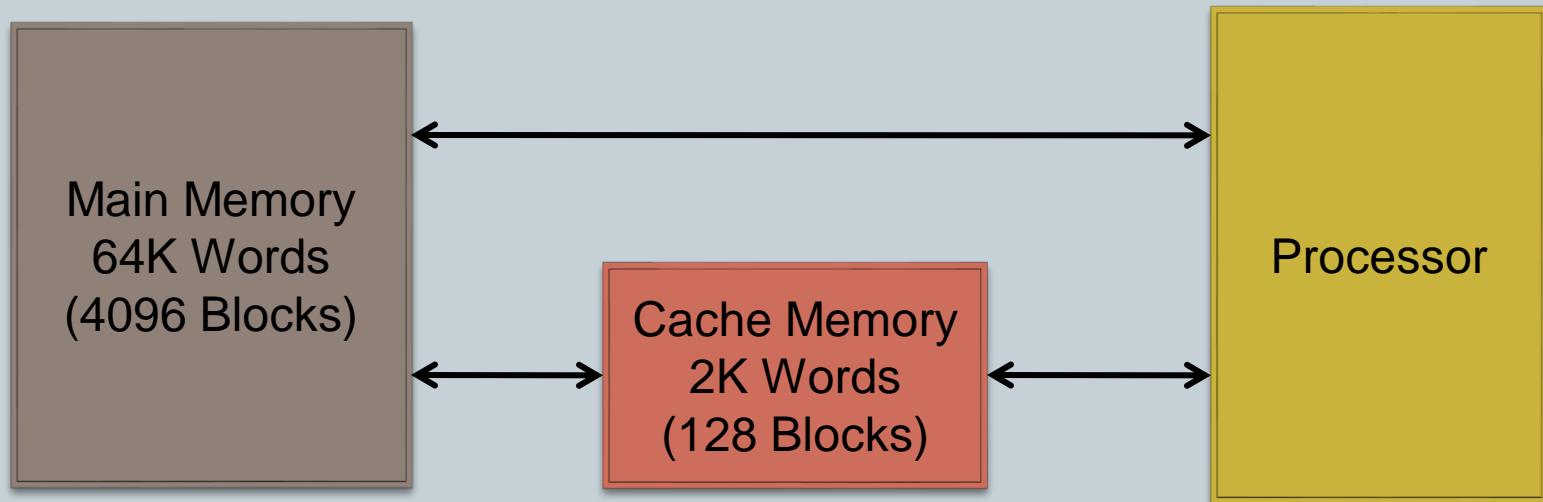 Main Memory
64K Words
(4096 Blocks)
Cache Memory
2K Words
(128 Blocks)
Processor